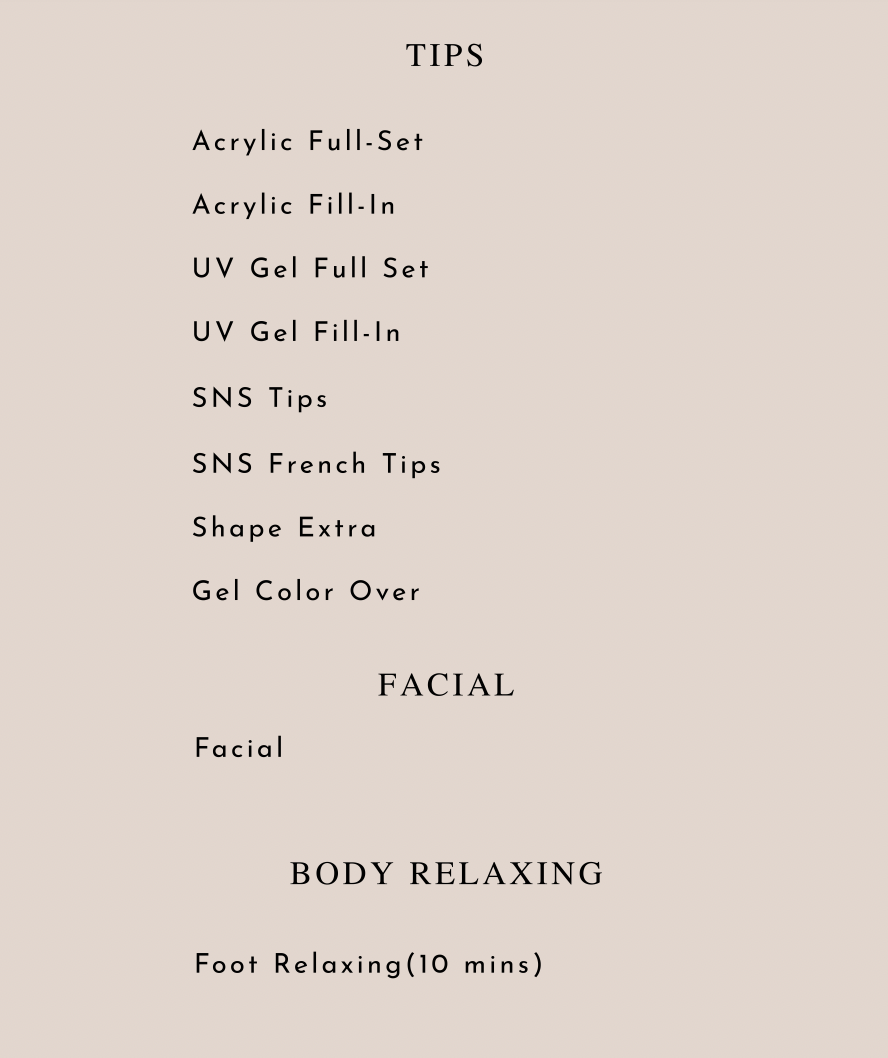 TIPS
Acrylic Full-Set
Acrylic Fill-In
UV Gel Full Set
UV Gel Fill-In
SNS Tips
SNS French Tips
Shape Extra
Gel Color Over
FACIAL
Facial
BODY RELAXING
Foot Relaxing(10 mins)